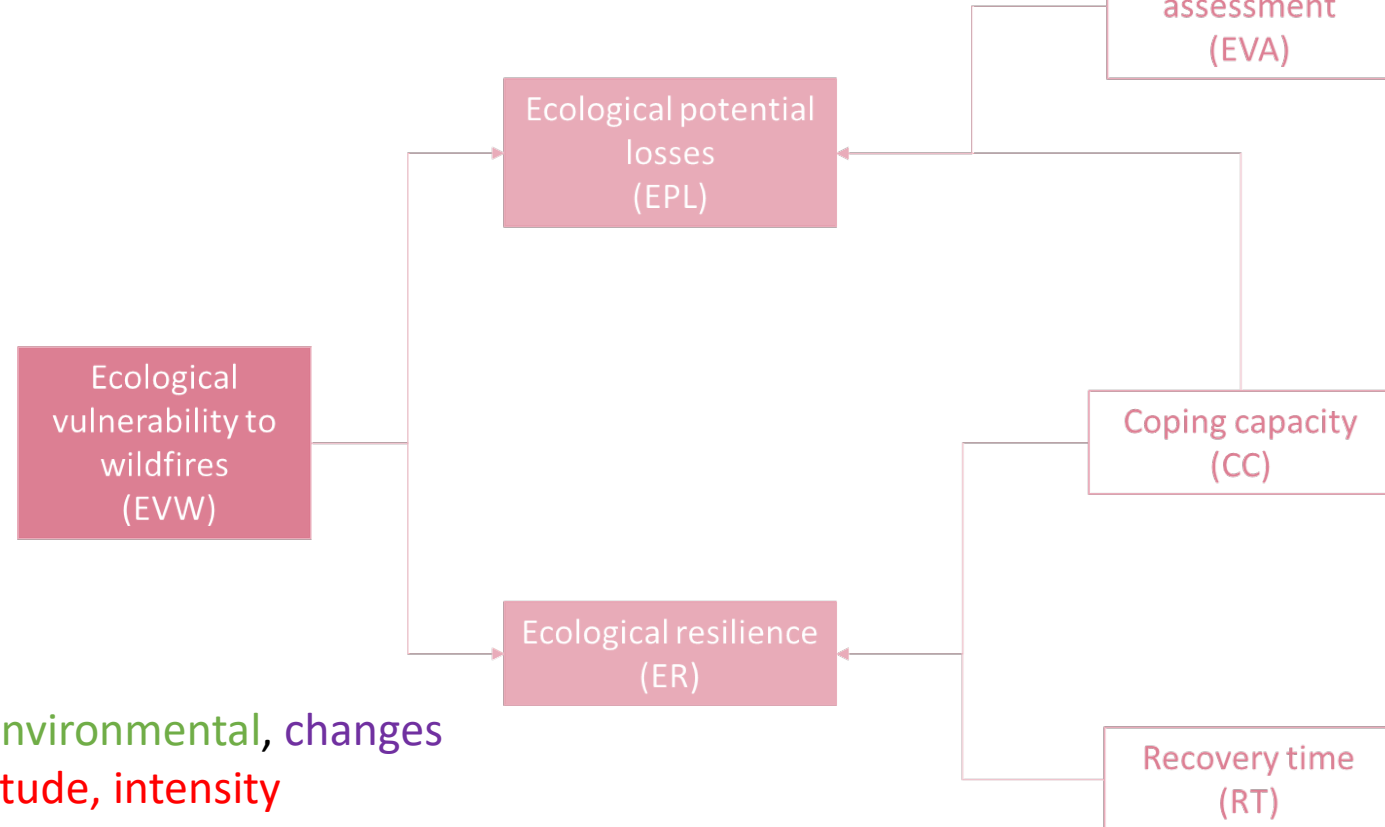 assessment
(EVA)
Ecological potential
losses
(EPL)
Ecological
vulnerability to
wildfires
(EVW)
Coping capacity
(CC)
Ecological resilience
(ER)
nvironmental, changes
tude, intensity
Recovery time
(RT)